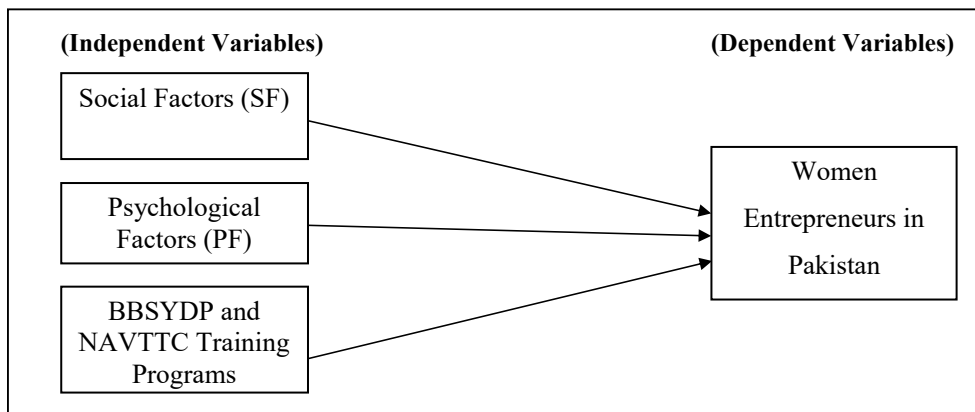 (Independent Variables)
(Dependent Variables)
Social Factors (SF)
Psychological
Factors (PF)
BBSYDP and
NAVTTC Training
Programs
Women
Entrepreneurs in
Pakistan